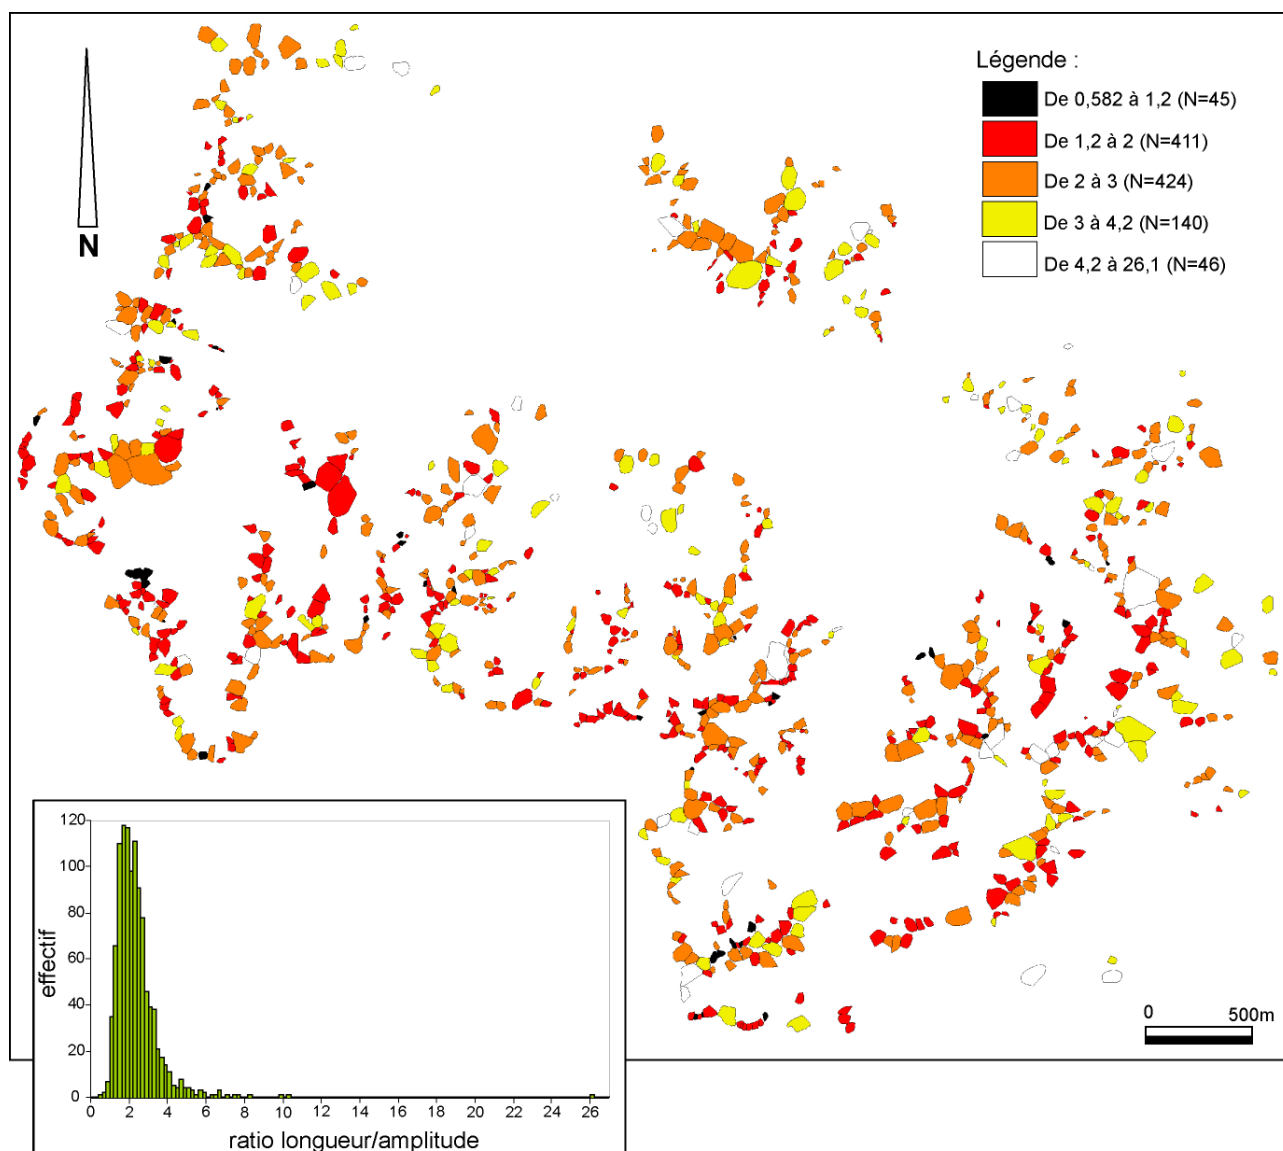 N
Légende :
De 0,582 à 1,2 (N=45)
De 1,2 à 2 (N=411)
De 2 à 3 (N=424)
De 3 à 4,2 (N=140)
De 4,2 à 26,1 (N=46)
0 500m
effectif
120
100
80
60
40
20
0
0 2 4 6 8 10 12 14 16 18 20 22 24 26
ratio longueur/amplitude